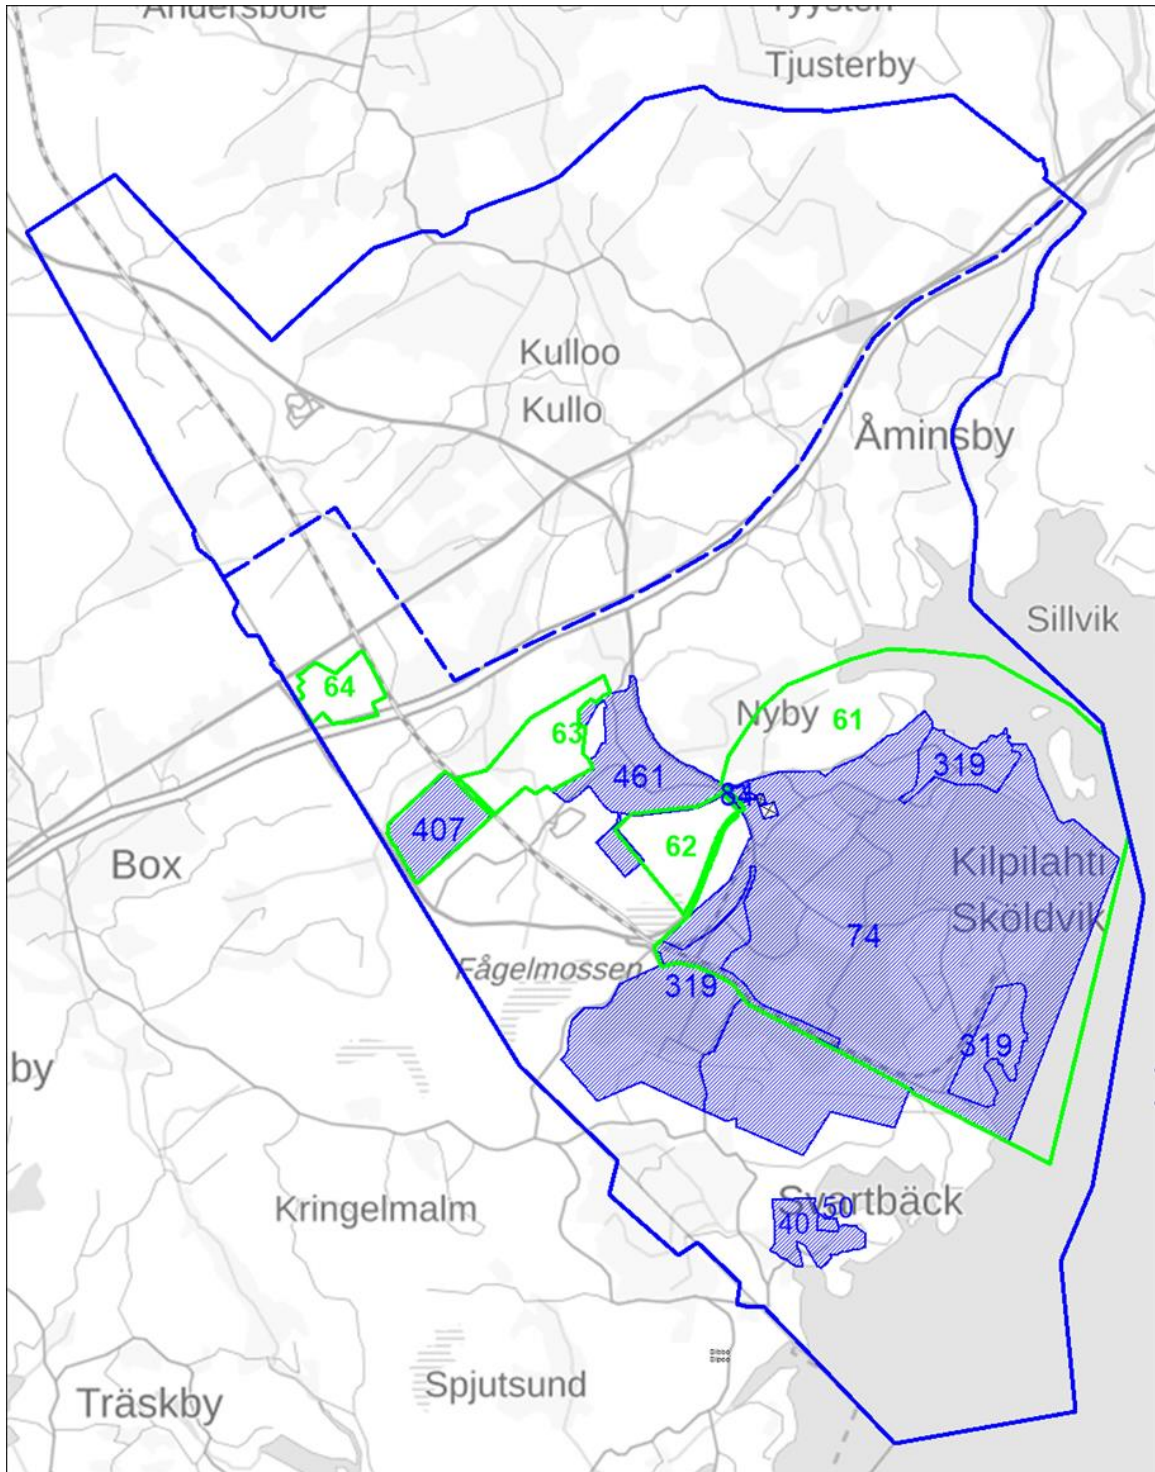 Andersböle
Tjusterby
Kulloo
Kullo
Åminsby
Sillvik
64
63
Nyby
61
461
319
407
62
Box
Kilpilahti
Sköldvik
74
Fågelmossen
319
319
by
Svartbäck
50
40
Kringelmalm
Spjutsund
Träskby